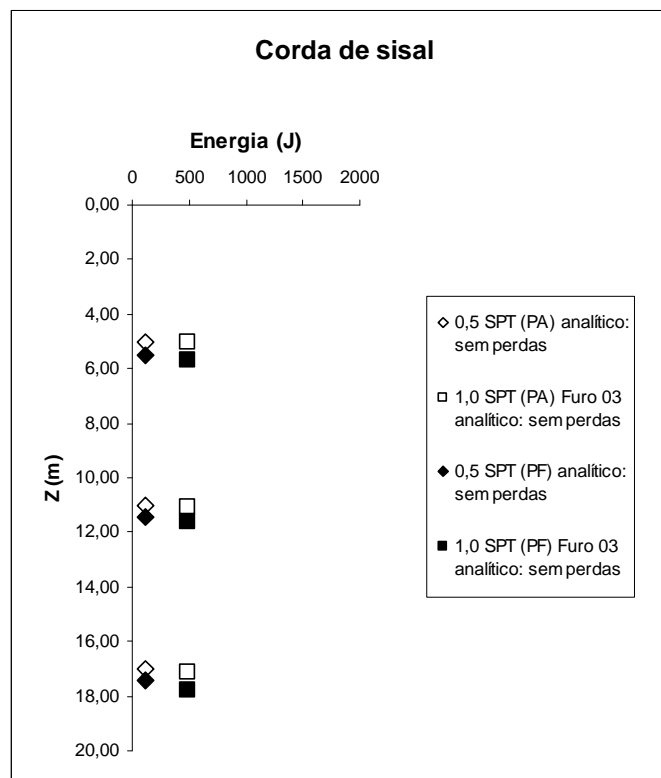 Corda de sisal
Energia (J)
0 500 1000 1500 2000
0,00
2,00
4,00
6,00
8,00
10,00
12,00
14,00
16,00
18,00
20,00
Z (m)
0,5 SPT (PA) analítico:
sem perdas
1,0 SPT (PA) Furo 03
analítico: sem perdas
0,5 SPT (PF) analítico:
sem perdas
1,0 SPT (PF) Furo 03
analítico: sem perdas